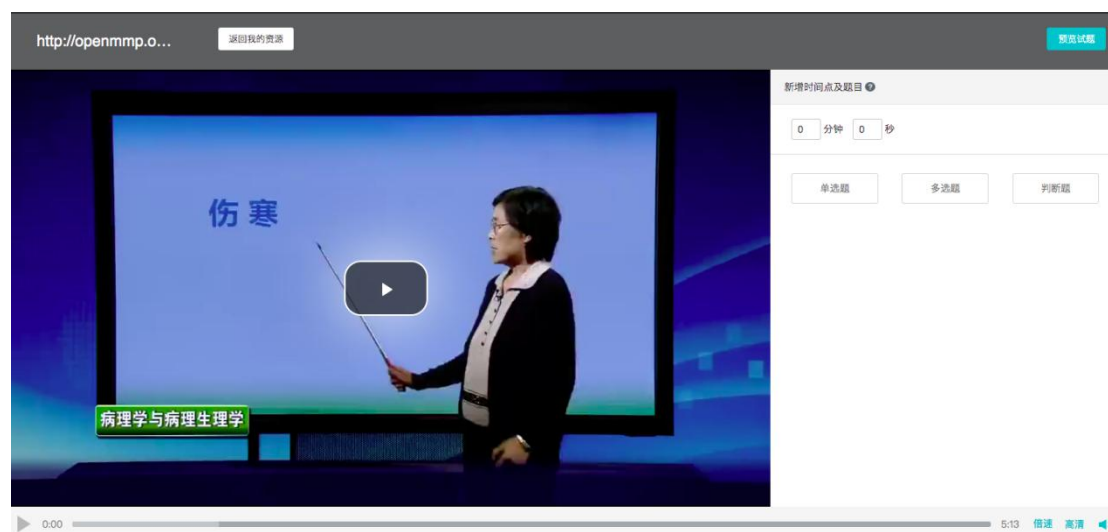 http://openmmp.o...
返回我的资源
预览试题
新增时间点及题目
0 分钟 0 秒
单选题 多选题 判断题
伤寒
病理学与病理生理学
0:00 5:13 倍速 高清